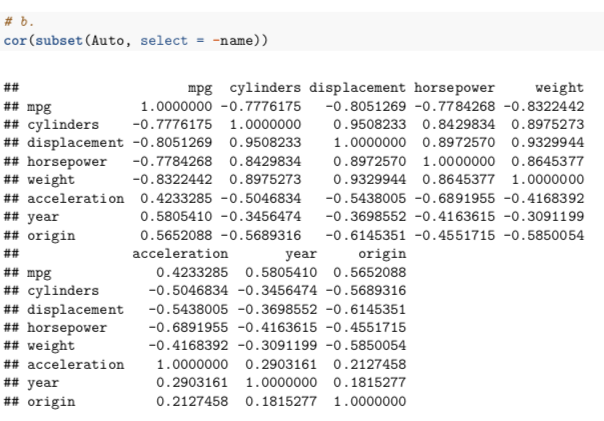 # b.
cor(subset(Auto, select = -name))
##                     mpg  cylinders displacement horsepower     weight
## mpg           1.0000000 -0.7776175   -0.8051269 -0.7784268 -0.8322442
## cylinders    -0.7776175  1.0000000    0.9508233  0.8429834  0.8975273
## displacement -0.8051269  0.9508233    1.0000000  0.8972570  0.9329944
## horsepower   -0.7784268  0.8429834    0.8972570  1.0000000  0.8645377
## weight       -0.8322442  0.8975273    0.9329944  0.8645377  1.0000000
## acceleration  0.4233285 -0.5046834   -0.5438005 -0.6891955 -0.4168392
## year          0.5805410 -0.3456474   -0.3698552 -0.4163615 -0.3091199
## origin        0.5652088 -0.5689316   -0.6145351 -0.4551715 -0.5850054
##              acceleration       year     origin
## mpg             0.4233285  0.5805410  0.5652088
## cylinders      -0.5046834 -0.3456474 -0.5689316
## displacement   -0.5438005 -0.3698552 -0.6145351
## horsepower     -0.6891955 -0.4163615 -0.4551715
## weight         -0.4168392 -0.3091199 -0.5850054
## acceleration    1.0000000  0.2903161  0.2127458
## year            0.2903161  1.0000000  0.1815277
## origin          0.2127458  0.1815277  1.0000000